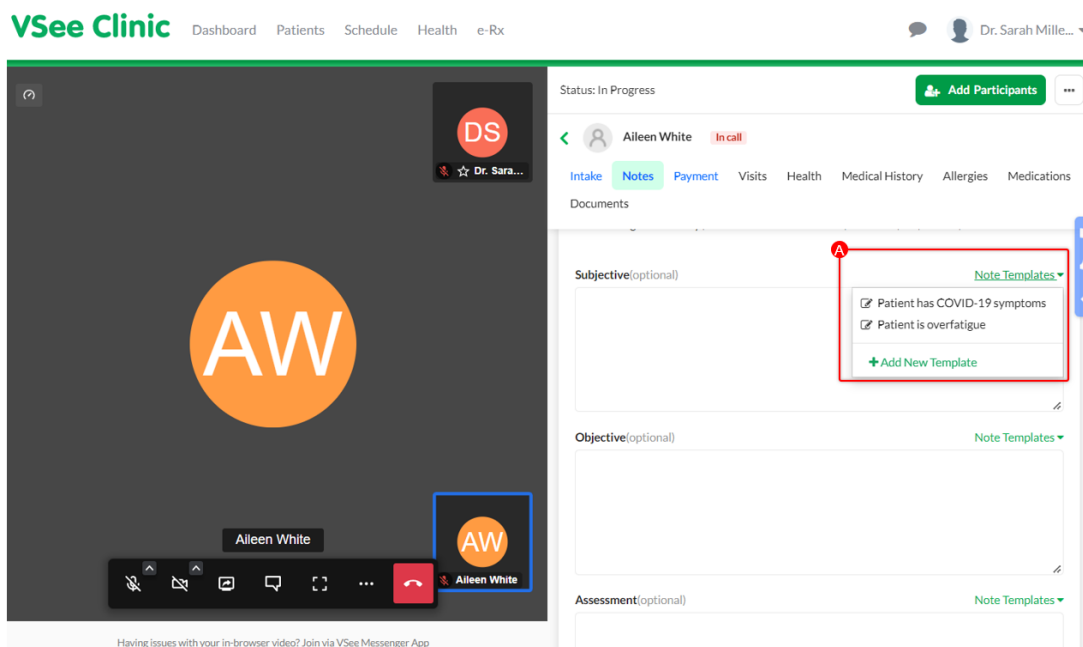 VSee Clinic Dashboard Patients Schedule Health e-Rx Dr. Sarah Mille...
DS
Dr. Sara...
AW
Aileen White
AW
Aileen White
Having issues with your in-browser video? Join via VSee Messenger App
Status: In Progress Add Participants
Aileen White In call
Intake Notes Payment Visits Health Medical History Allergies Medications
Documents
A
Subjective(optional) Note Templates
Patient has COVID-19 symptoms
Patient is overfatigue
+ Add New Template
Objective(optional) Note Templates
Assessment(optional) Note Templates